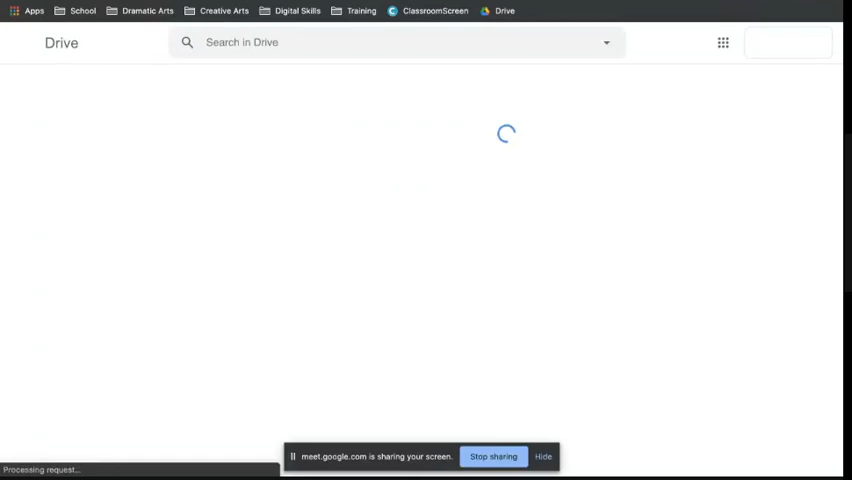 Apps School Dramatic Arts Creative Arts Digital Skills Training ClassroomScreen Drive
Drive Search in Drive
meet.google.com is sharing your screen. Stop sharing Hide
Processing request...